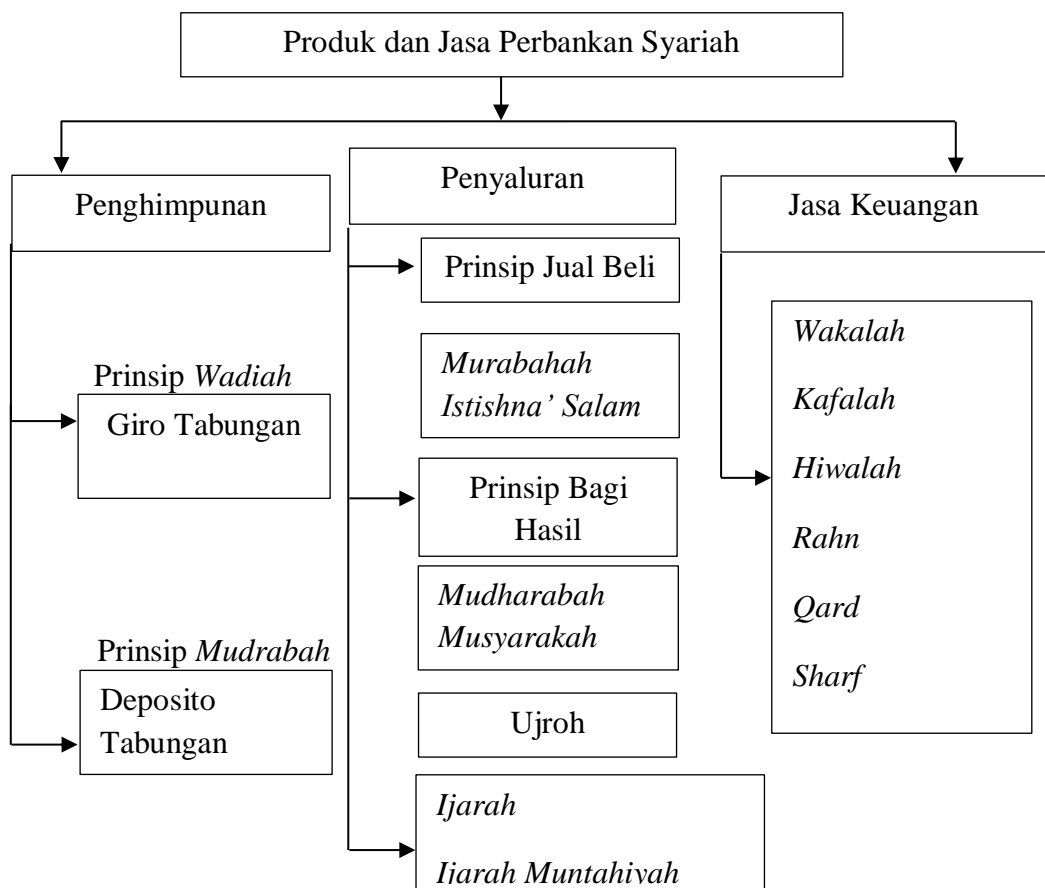 Produk dan Jasa Perbankan Syariah
Penghimpunan
Prinsip Wadiah
Giro Tabungan
Prinsip Mudrabah
Deposito
Tabungan
Penyaluran
Prinsip Jual Beli
Murabahah
Istishna’ Salam
Prinsip Bagi
Hasil
Mudharabah
Musyarakah
Ujroh
Ijarah
Ijarah Muntahiyah
Jasa Keuangan
Wakalah
Kafalah
Hiwalah
Rahn
Qard
Sharf